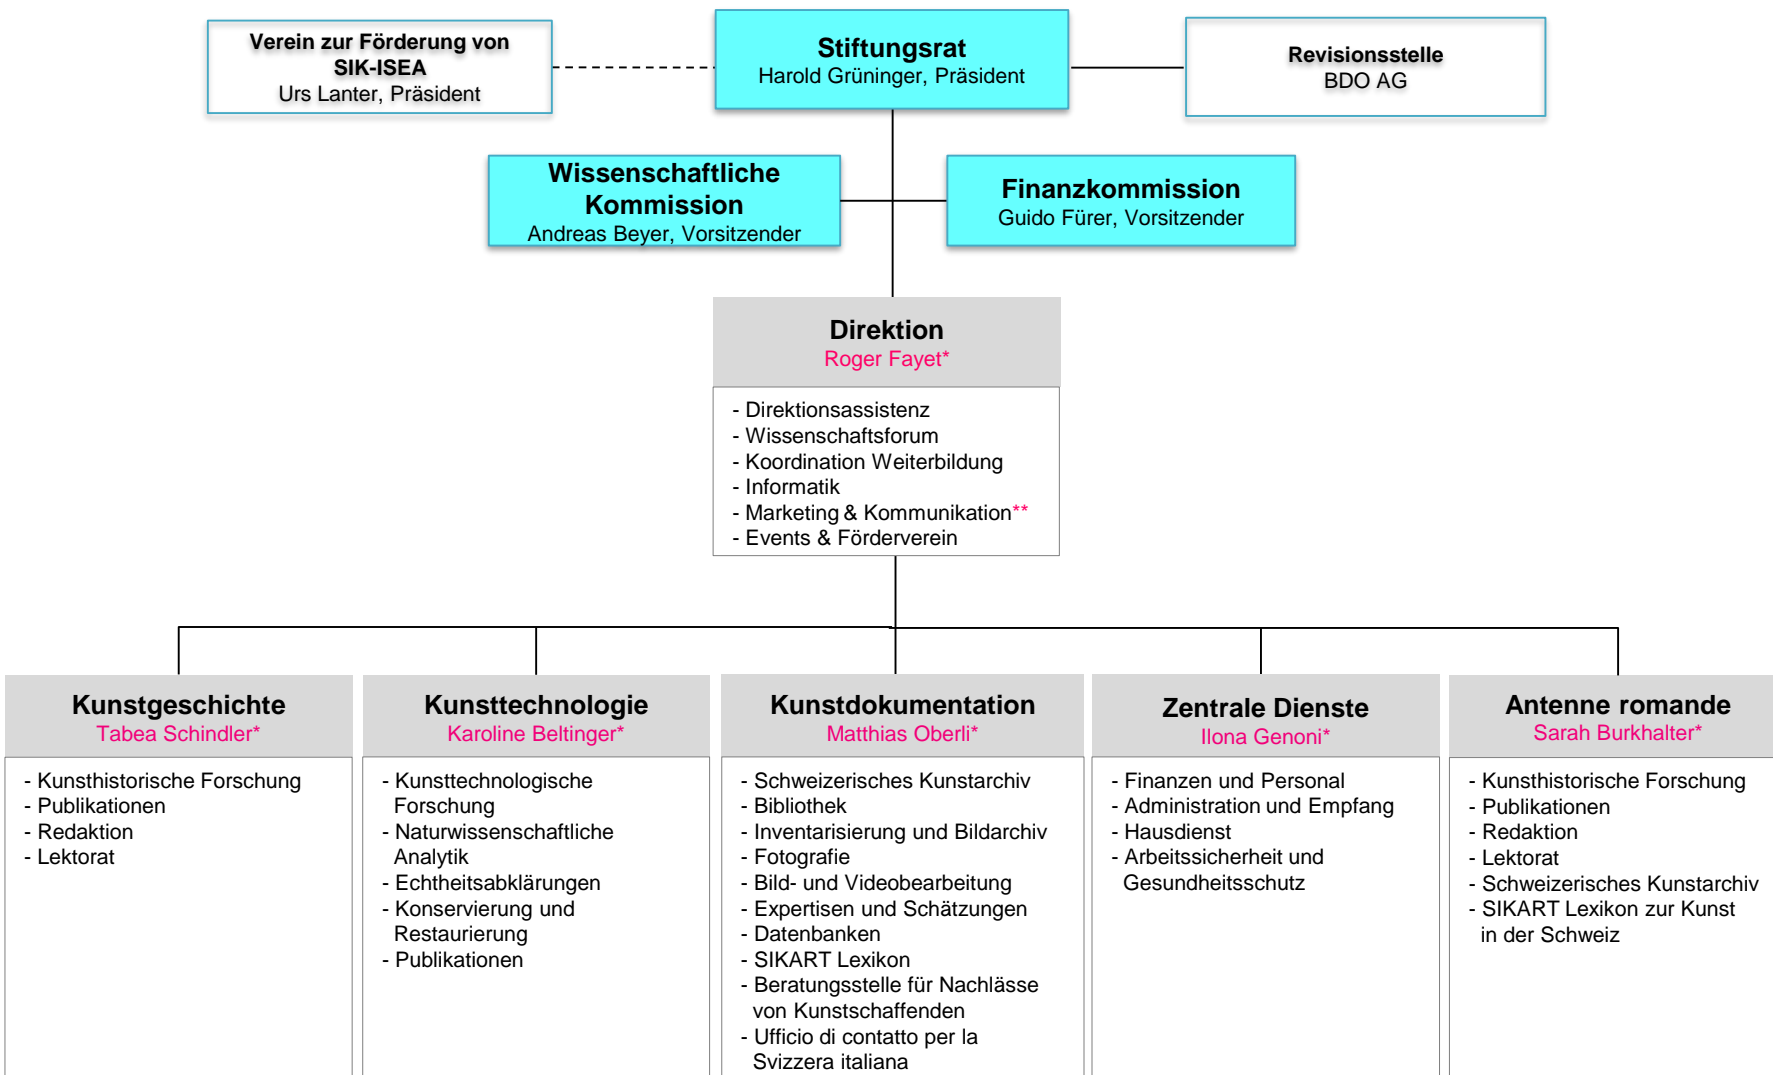 Verein zur Förderung von
SIK-ISEA
Urs Lanter, Präsident
Stiftungsrat
Harold Grüninger, Präsident
Revisionsstelle
BDO AG
Wissenschaftliche
Kommission
Andreas Beyer, Vorsitzender
Finanzkommission
Guido Fürer, Vorsitzender
Direktion
Roger Fayet*
- Direktionsassistenz
- Wissenschaftsforum
- Koordination Weiterbildung
- Informatik
- Marketing & Kommunikation**
- Events & Förderverein
Kunstgeschichte
Tabea Schindler*
- Kunsthistorische Forschung
- Publikationen
- Redaktion
- Lektorat
Kunsttechnologie
Karoline Beltinger*
- Kunsttechnologische
Forschung
- Naturwissenschaftliche
Analytik
- Echtheitsabklärungen
- Konservierung und
Restaurierung
- Publikationen
Kunstdokumentation
Matthias Oberli*
- Schweizerisches Kunstarchiv
- Bibliothek
- Inventarisierung und Bildarchiv
- Fotografie
- Bild- und Videobearbeitung
- Expertisen und Schätzungen
- Datenbanken
- SIKART Lexikon
- Beratungsstelle für Nachlässe
von Kunstschaffenden
- Ufficio di contatto per la
Svizzera italiana
Zentrale Dienste
Ilona Genoni*
- Finanzen und Personal
- Administration und Empfang
- Hausdienst
- Arbeitssicherheit und
Gesundheitsschutz
Antenne romande
Sarah Burkhalter*
- Kunsthistorische Forschung
- Publikationen
- Redaktion
- Lektorat
- Schweizerisches Kunstarchiv
- SIKART Lexikon zur Kunst
in der Schweiz